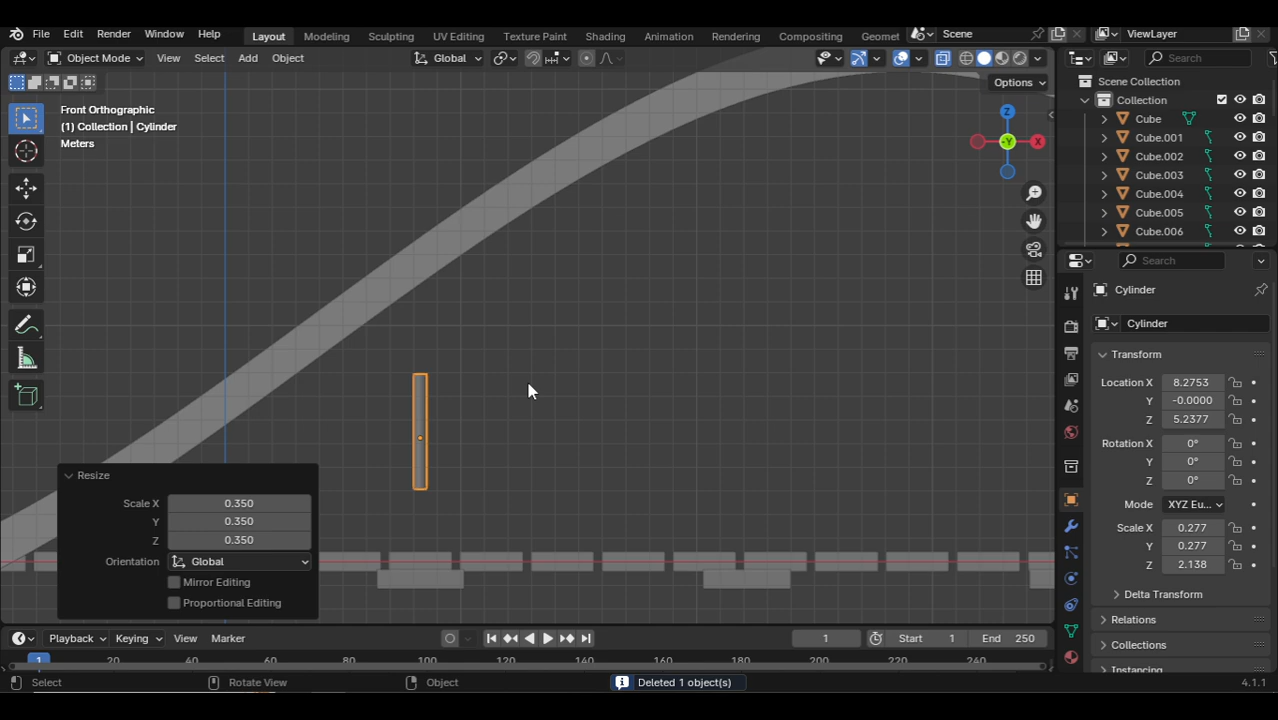 File Edit Render Window Help Layout Modeling Sculpting UV Editing Texture Paint Shading Animation Rendering Compositing Geomet Scene ViewLayer
Object Mode View Select Add Object Global Search
Options
Front Orthographic
(1) Collection | Cylinder
Meters
Z
Y
X
Scene Collection
Collection
Cube
Cube.001
Cube.002
Cube.003
Cube.004
Cube.005
Cube.006
Search
Cylinder
Cylinder
Transform
Location X 8.2753
Y -0.0000
Z 5.2377
Rotation X 0°
Y 0°
Z 0°
Mode XYZ Eu...
Scale X 0.277
Y 0.277
Z 2.138
Delta Transform
Relations
Collections
Instancing
Resize
Scale X 0.350
Y 0.350
Z 0.350
Orientation Global
Mirror Editing
Proportional Editing
Playback Keying View Marker 1 Start 1 End 250
1 20 40 60 80 100 120 140 160 180 200 220 240
Select Rotate View Object Deleted 1 object(s) 4.1.1